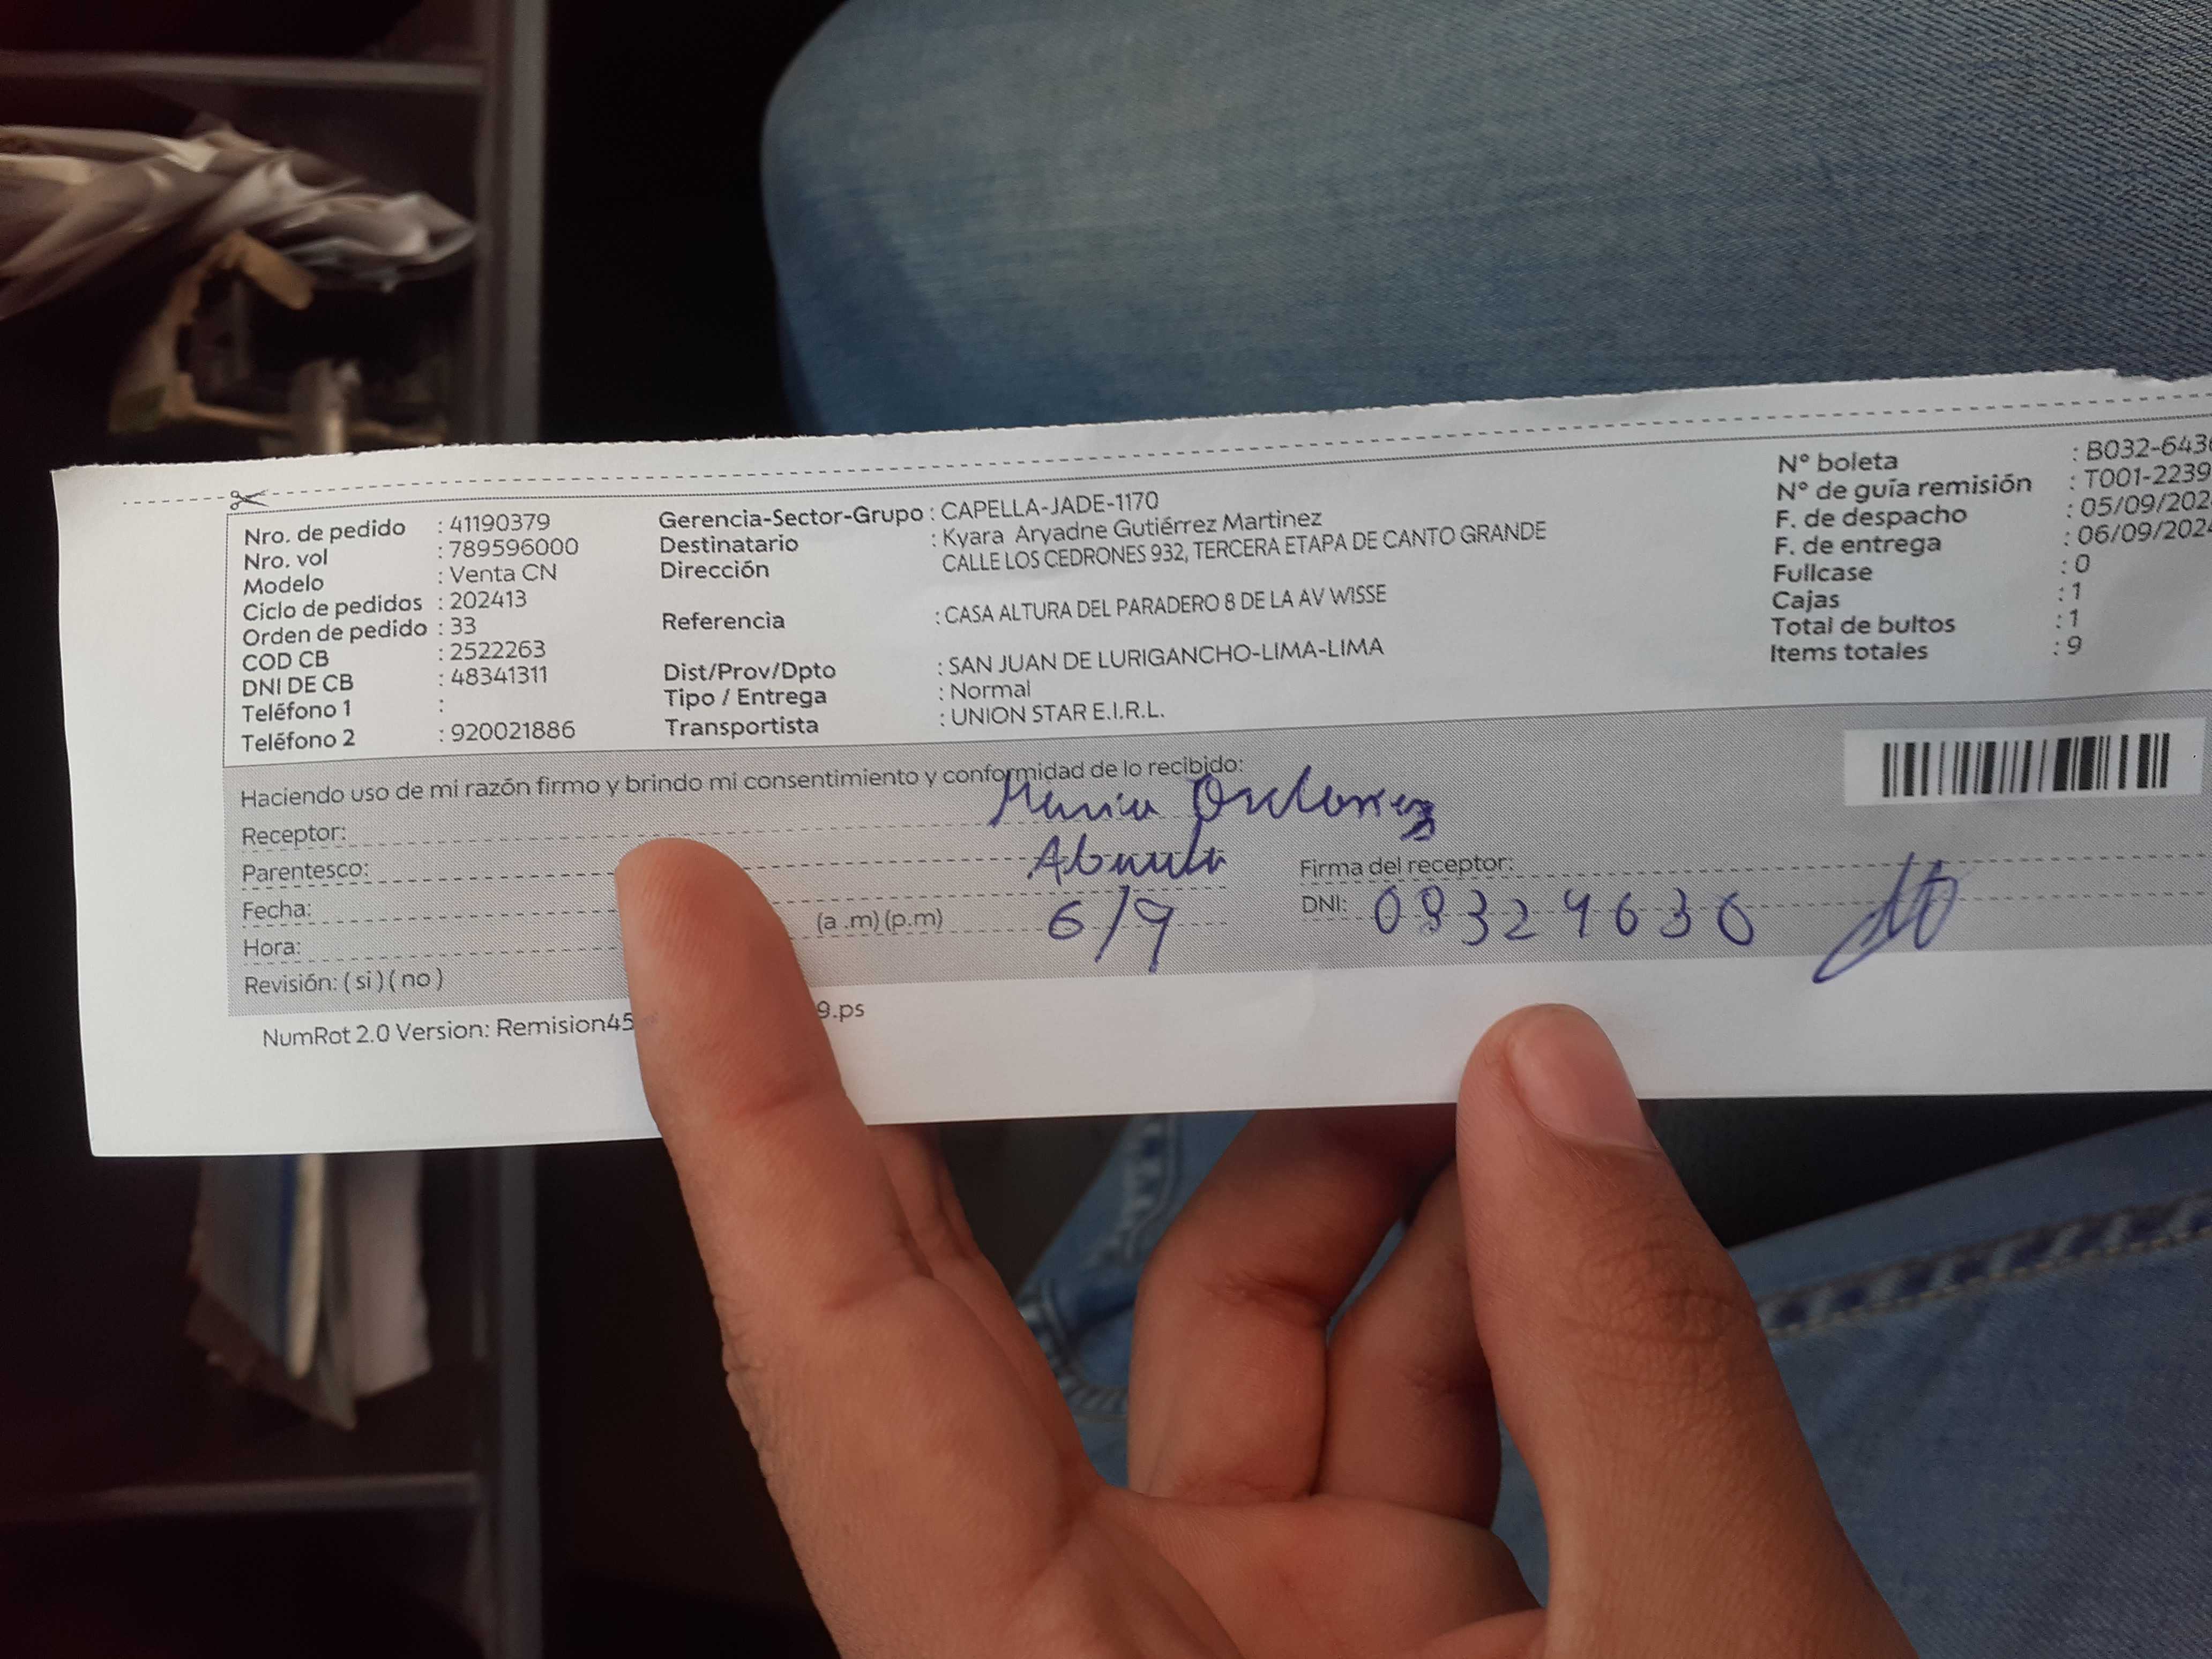 Nro. de pedido : 41190379
Nro. vol : 789596000
Modelo : Venta CN
Ciclo de pedidos : 202413
Orden de pedido : 33
COD CB : 2522263
DNI DE CB : 48341311
Teléfono 1 :
Teléfono 2 : 920021886
Gerencia-Sector-Grupo : CAPELLA-JADE-1170
Destinatario : Kyara Aryadne Gutiérrez Martinez
Dirección CALLE LOS CEDRONES 932, TERCERA ETAPA DE CANTO GRANDE
Referencia : CASA ALTURA DEL PARADERO 8 DE LA AV WISSE
Dist/Prov/Dpto : SAN JUAN DE LURIGANCHO-LIMA-LIMA
Tipo / Entrega : Normal
Transportista : UNION STAR E.I.R.L.
N° boleta : B032-643
N° de guía remisión : T001-2239
F. de despacho : 05/09/202
F. de entrega : 06/09/202
Fullcase : 0
Cajas : 1
Total de bultos : 1
Items totales : 9
Haciendo uso de mi razón firmo y brindo mi consentimiento y conformidad de lo recibido:
Receptor: Maria Ordonez
Parentesco: Abuela
Firma del receptor:
Fecha: 6/9
DNI: 08329630
Hora: (a .m) (p.m)
Revisión: ( si ) ( no )
NumRot 2.0 Version: Remision45 9.ps